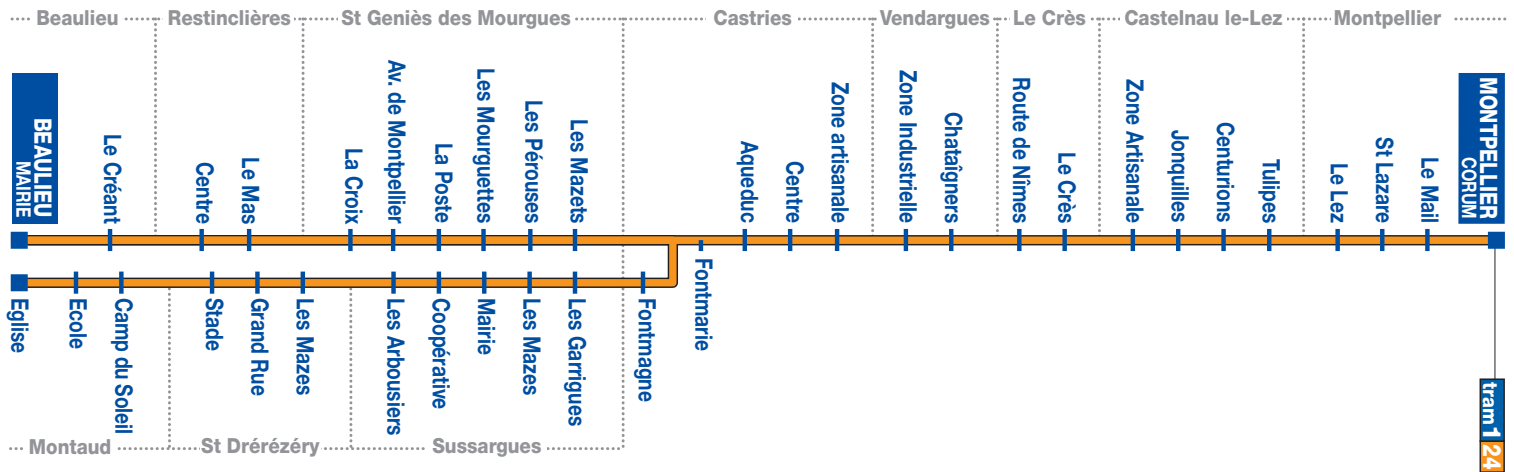 Beaulieu
Restinclières
St Geniès des Mourgues
Castries
Vendargues
Le Crès
Castelnau le-Lez
Montpellier
BEAULIEU
MAIRIE
Le Créant
Centre
Le Mas
La Croix
Av. de Montpellier
La Poste
Les Mourguettes
Les Pérouses
Les Mazets
Aqueduc
Centre
Zone artisanale
Zone Industrielle
Chataîgners
Route de Nîmes
Le Crès
Zone Artisanale
Jonquilles
Centurions
Tulipes
Le Lez
St Lazare
Le Mail
MONTPELLIER
CORUM
Eglise
Ecole
Camp du Soleil
Stade
Grand Rue
Les Mazes
Les Arbousiers
Coopérative
Mairie
Les Mazes
Les Garrigues
Fontmagne
Fontmarie
tram 1 24
Montaud
St Drérézéry
Sussargues